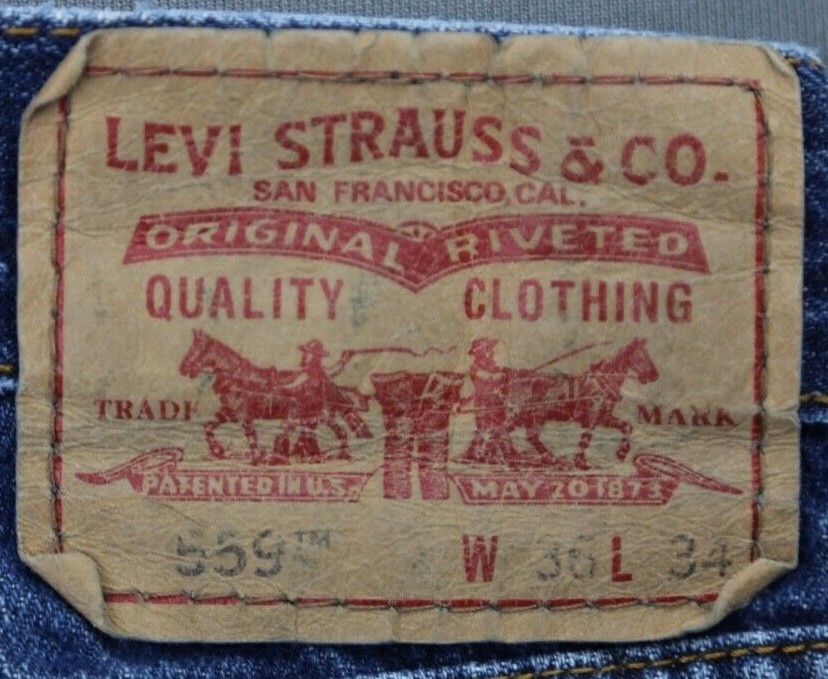 LEVI STRAUSS & CO.
SAN FRANCISCO, CAL.
ORIGINAL RIVETED
QUALITY CLOTHING
TRADE MARK
PATENTED IN U.S. MAY 20 1873
559™ W 36 L 34